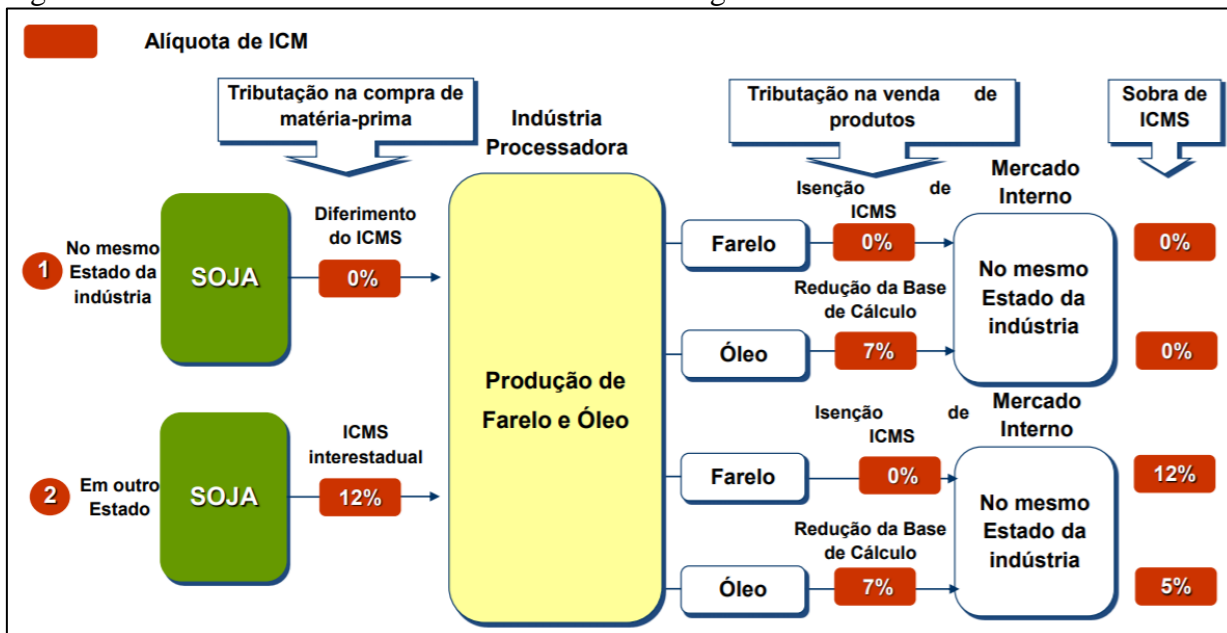 Alíquota de ICM
Tributação na compra de
matéria-prima
Indústria
Processadora
Tributação na venda de
produtos
Sobra de
ICMS
1
No mesmo
Estado da
indústria
SOJA
Diferimento
do ICMS
0%
Produção de
Farelo e Óleo
Farelo
Isenção de
ICMS
0%
Óleo
Redução da Base
de Cálculo
7%
Mercado
Interno
No mesmo
Estado da
indústria
0%
0%
2
Em outro
Estado
SOJA
ICMS
interestadual
12%
Farelo
Isenção de
ICMS
0%
Óleo
Redução da Base
de Cálculo
7%
Mercado
Interno
No mesmo
Estado da
indústria
12%
5%